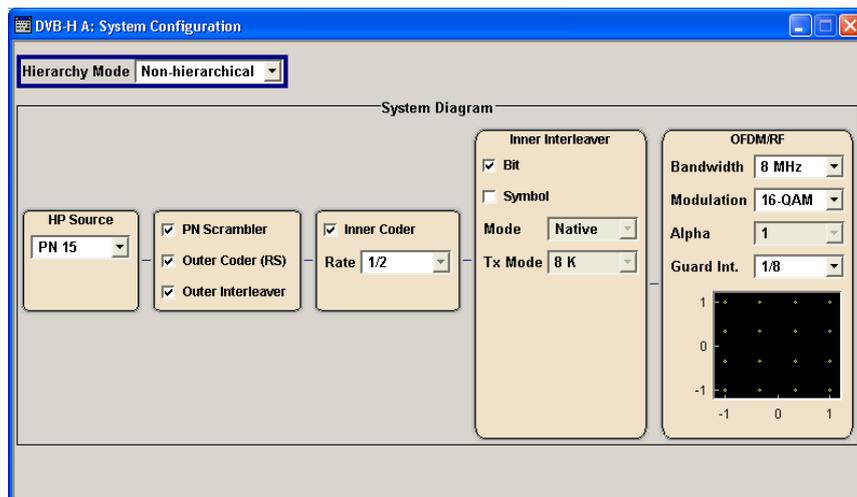 DVB-H A: System Configuration
Hierarchy Mode Non-hierarchical
System Diagram
HP Source
PN 15
PN Scrambler
Outer Coder (RS)
Outer Interleaver
Inner Coder
Rate 1/2
Inner Interleaver
Bit
Symbol
Mode Native
Tx Mode 8 K
OFDM/RF
Bandwidth 8 MHz
Modulation 16-QAM
Alpha 1
Guard Int. 1/8
1
0
-1
-1 0 1